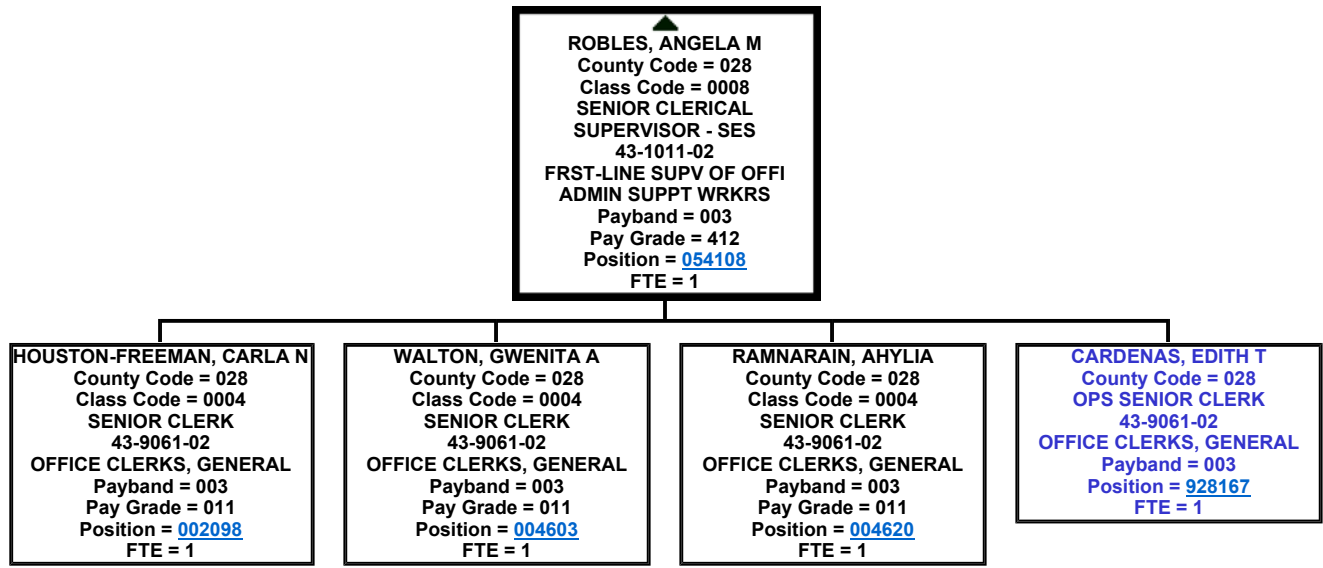 ROBLES, ANGELA M
County Code = 028
Class Code = 0008
SENIOR CLERICAL
SUPERVISOR - SES
43-1011-02
FRST-LINE SUPV OF OFFI
ADMIN SUPPT WRKRS
Payband = 003
Pay Grade = 412
Position = 054108
FTE = 1
HOUSTON-FREEMAN, CARLA N
County Code = 028
Class Code = 0004
SENIOR CLERK
43-9061-02
OFFICE CLERKS, GENERAL
Payband = 003
Pay Grade = 011
Position = 002098
FTE = 1
WALTON, GWENITA A
County Code = 028
Class Code = 0004
SENIOR CLERK
43-9061-02
OFFICE CLERKS, GENERAL
Payband = 003
Pay Grade = 011
Position = 004603
FTE = 1
RAMNARAIN, AHYLIA
County Code = 028
Class Code = 0004
SENIOR CLERK
43-9061-02
OFFICE CLERKS, GENERAL
Payband = 003
Pay Grade = 011
Position = 004620
FTE = 1
CARDENAS, EDITH T
County Code = 028
OPS SENIOR CLERK
43-9061-02
OFFICE CLERKS, GENERAL
Payband = 003
Position = 928167
FTE = 1